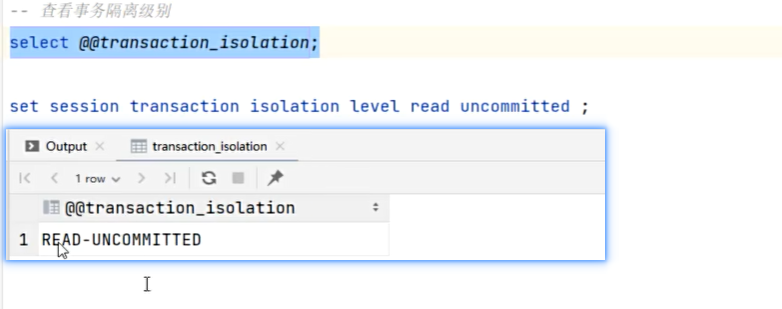 -- 查看事务隔离级别
select @@transaction_isolation;
set session transaction isolation level read uncommitted ;
Output transaction_isolation
1 row
@@transaction_isolation
1 READ-UNCOMMITTED